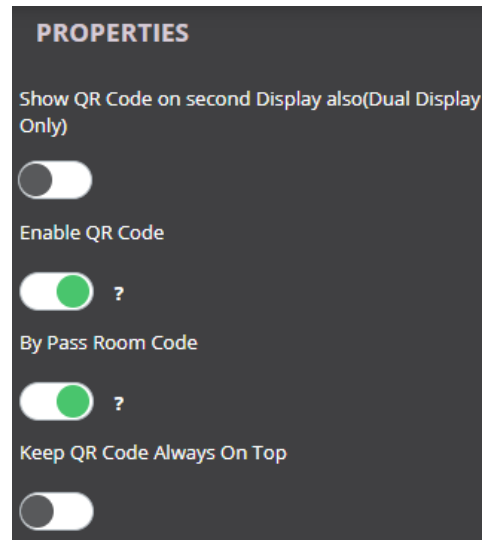 PROPERTIES
Show QR Code on second Display also(Dual Display
Only)
Enable QR Code
?
By Pass Room Code
?
Keep QR Code Always On Top